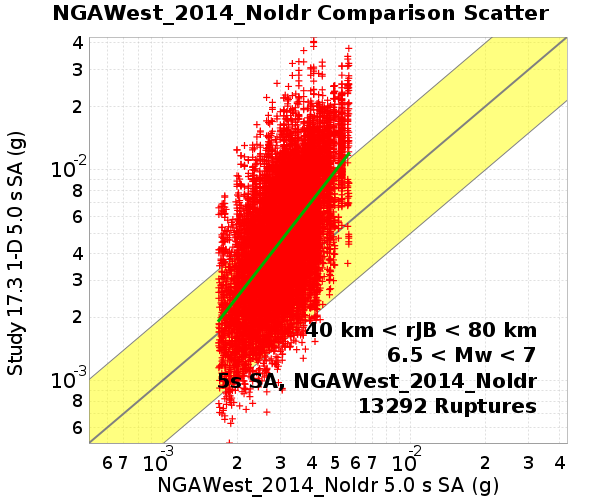 NGAWest_2014_NoIdr Comparison Scatter
4
3
2
10-2
8
6
4
3
2
10-3
8
6
Study 17.3 1-D 5.0 s SA (g)
40 km < rJB < 80 km
6.5 < Mw < 7
5s SA, NGAWest_2014_NoIdr
13292 Ruptures
6 7 10-3 2 3 4 5 6 7 10-2 2 3 4
NGAWest_2014_NoIdr 5.0 s SA (g)